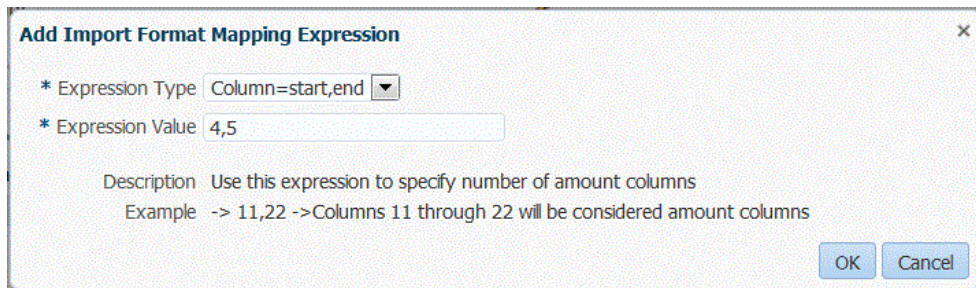 Add Import Format Mapping Expression ×
* Expression Type Column=start,end
* Expression Value 4,5
Description Use this expression to specify number of amount columns
Example -> 11,22 ->Columns 11 through 22 will be considered amount columns
OK Cancel